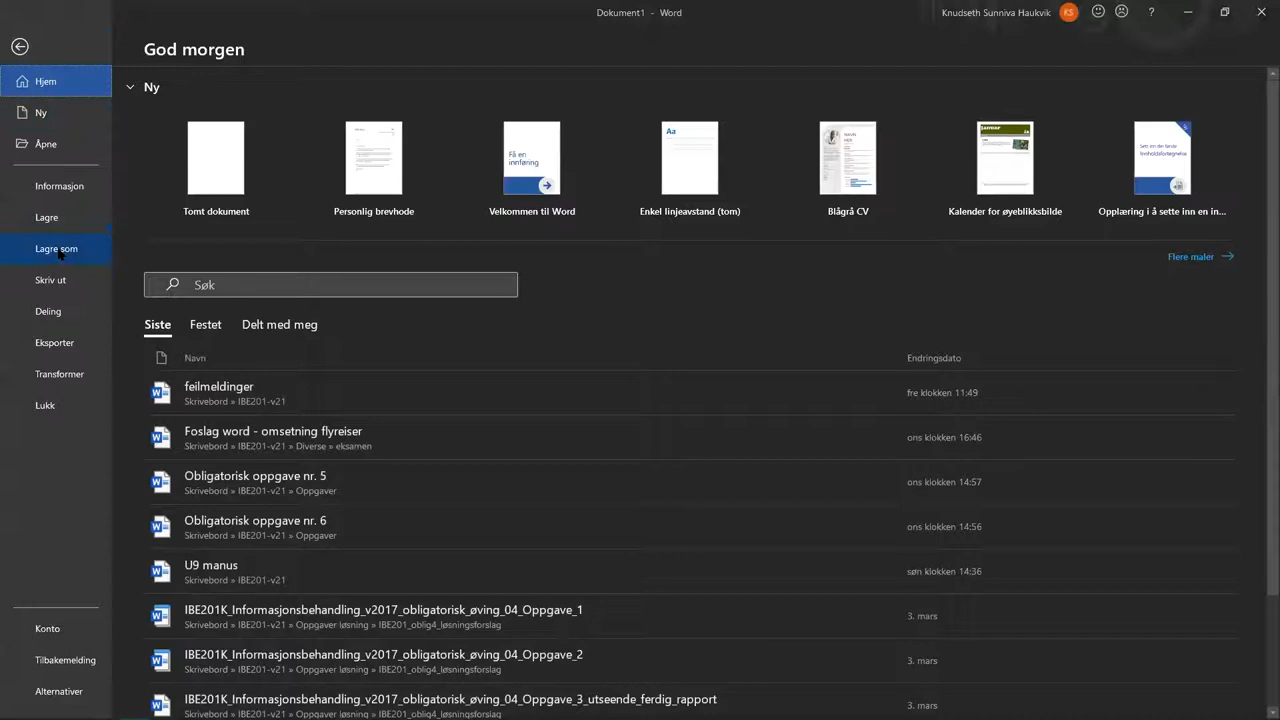 Dokument1 - Word
Knudseth Sunniva Haukvik
KS
?
God morgen
Hjem
Ny
Åpne
Informasjon
Lagre
Lagre som
Skriv ut
Deling
Eksporter
Transformer
Lukk
Konto
Tilbakemelding
Alternativer
Ny
Få en
innføring
Aa
NAVN
HER
Tomt dokument
Personlig brevhode
Velkommen til Word
Enkel linjeavstand (tom)
Blågrå CV
Kalender for øyeblikksbilde
Opplæring i å sette inn en in...
Flere maler
Søk
Siste Festet Delt med meg
Navn Endringsdato
feilmeldinger
Skrivebord » IBE201-v21
fre klokken 11:49
Foslag word - omsetning flyreiser
Skrivebord » IBE201-v21 » Diverse » eksamen
ons klokken 16:46
Obligatorisk oppgave nr. 5
Skrivebord » IBE201-v21 » Oppgaver
ons klokken 14:57
Obligatorisk oppgave nr. 6
Skrivebord » IBE201-v21 » Oppgaver
ons klokken 14:56
U9 manus
Skrivebord » IBE201-v21
søn klokken 14:36
IBE201K_Informasjonsbehandling_v2017_obligatorisk_øving_04_Oppgave_1
Skrivebord » IBE201-v21 » Oppgaver løsning » IBE201_oblig4_løsningsforslag
3. mars
IBE201K_Informasjonsbehandling_v2017_obligatorisk_øving_04_Oppgave_2
Skrivebord » IBE201-v21 » Oppgaver løsning » IBE201_oblig4_løsningsforslag
3. mars
IBE201K_Informasjonsbehandling_v2017_obligatorisk_øving_04_Oppgave_3_utseende_ferdig_rapport
Skrivebord » IBE201-v21 » Oppgaver løsning » IBE201_oblig4_løsningsforslag
3. mars